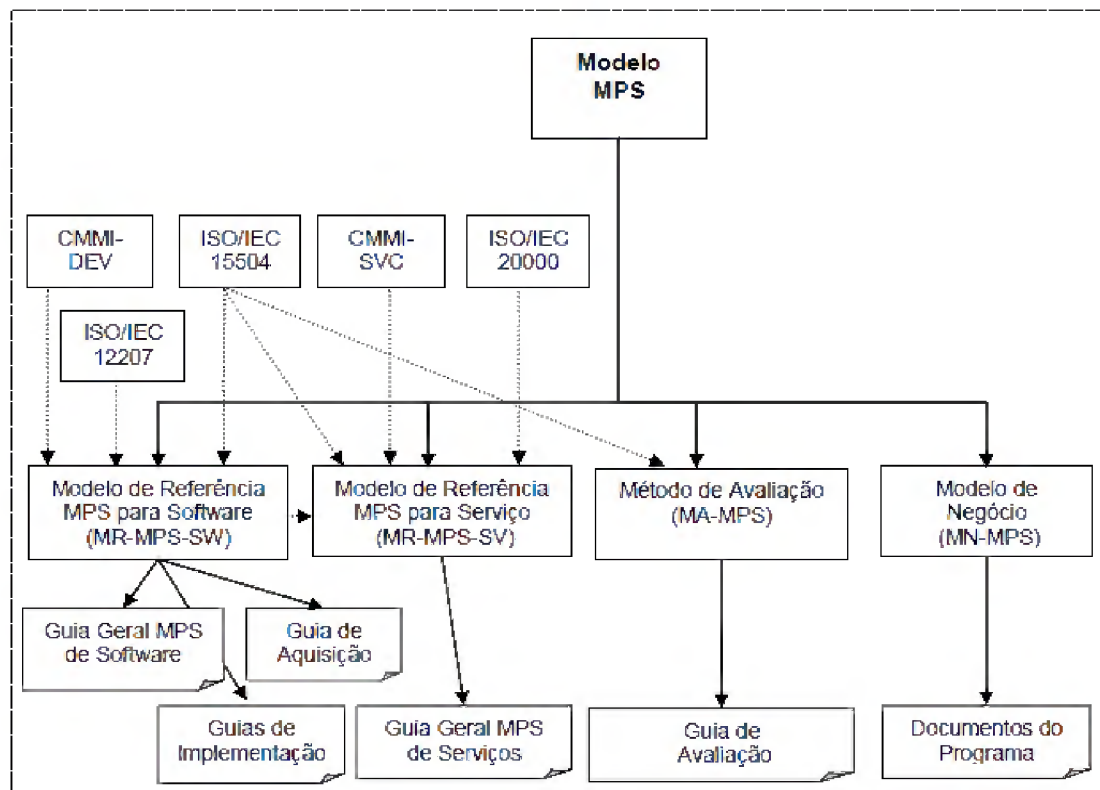 Modelo
MPS
CMMI-
DEV
ISO/IEC
15504
CMMI-
SVC
ISO/IEC
20000
ISO/IEC
12207
Modelo de Referência
MPS para Software
(MR-MPS-SW)
Modelo de Referência
MPS para Serviço
(MR-MPS-SV)
Método de Avaliação
(MA-MPS)
Modelo de
Negócio
(MN-MPS)
Guia Geral MPS
de Software
Guia de
Aquisição
Guias de
Implementação
Guia Geral MPS
de Serviços
Guia de
Avaliação
Documentos do
Programa